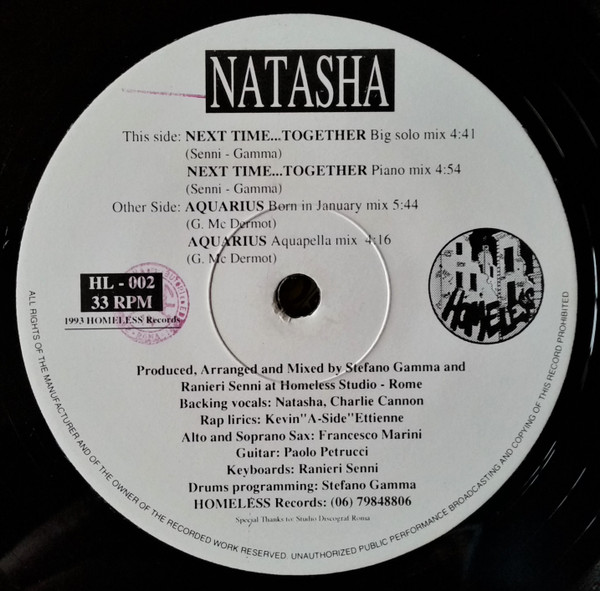 NATASHA
This side: NEXT TIME...TOGETHER Big solo mix 4:41
(Senni - Gamma)
NEXT TIME...TOGETHER Piano mix 4:54
(Senni - Gamma)
Other Side: AQUARIUS Born in January mix 5:44
(G. Mc Dermot)
AQUARIUS Aquapella mix 4:16
(G. Mc Dermot)
HL - 002
33 RPM
1993 HOMELESS Records
HOMELESS
Produced, Arranged and Mixed by Stefano Gamma and
Ranieri Senni at Homeless Studio - Rome
Backing vocals: Natasha, Charlie Cannon
Rap lirics: Kevin"A-Side"Ettienne
Alto and Soprano Sax: Francesco Marini
Guitar: Paolo Petrucci
Keyboards: Ranieri Senni
Drums programming: Stefano Gamma
HOMELESS Records: (06) 79848806
Special Thanks to: Studio Discograf Roma
ALL RIGHTS OF THE MANUFACTURER AND OF THE OWNER OF THE RECORDED WORK RESERVED. UNAUTHORIZED PUBLIC PERFORMANCE BROADCASTING AND COPYING OF THIS RECORD PROHIBITED